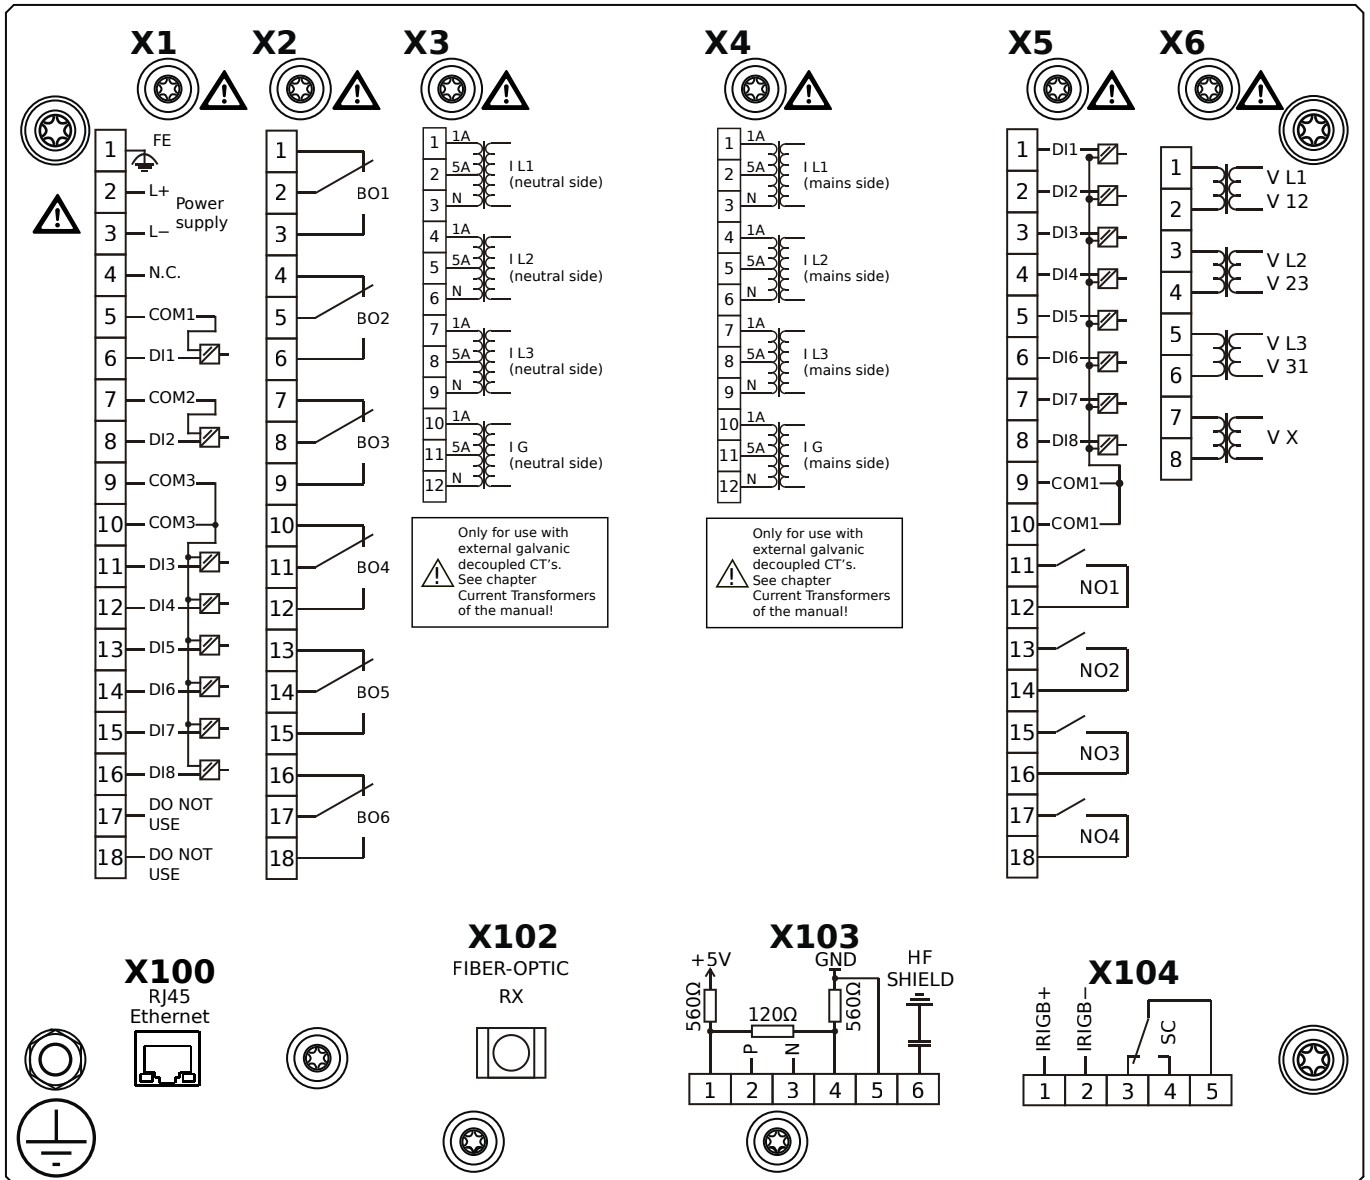 X1
1
FE
2
L+
Power
supply
3
L−
4
N.C.
5
COM1
6
DI1
7
COM2
8
DI2
9
COM3
10
COM3
11
DI3
12
DI4
13
DI5
14
DI6
15
DI7
16
DI8
17
DO NOT
USE
18
DO NOT
USE
X2
1
2
BO1
3
4
5
BO2
6
7
8
BO3
9
10
11
BO4
12
13
14
BO5
15
16
17
BO6
18
X3
1
1A
2
5A
I L1
(neutral side)
3
N
4
1A
5
5A
I L2
(neutral side)
6
N
7
1A
8
5A
I L3
(neutral side)
9
N
10
1A
11
5A
I G
(neutral side)
12
N
Only for use with
external galvanic
decoupled CT's.
See chapter
Current Transformers
of the manual!
X4
1
1A
2
5A
I L1
(mains side)
3
N
4
1A
5
5A
I L2
(mains side)
6
N
7
1A
8
5A
I L3
(mains side)
9
N
10
1A
11
5A
I G
(mains side)
12
N
Only for use with
external galvanic
decoupled CT's.
See chapter
Current Transformers
of the manual!
X5
1
DI1
2
DI2
3
DI3
4
DI4
5
DI5
6
DI6
7
DI7
8
DI8
9
COM1
10
COM1
11
NO1
12
13
NO2
14
15
NO3
16
17
NO4
18
X6
1
V L1
2
V 12
3
V L2
4
V 23
5
V L3
6
V 31
7
V X
8
X100
RJ45
Ethernet
X102
FIBER-OPTIC
RX
X103
+5V
GND
HF
SHIELD
560Ω
120Ω
560Ω
P
N
1 2 3 4 5 6
X104
IRIGB+
IRIGB−
SC
1 2 3 4 5